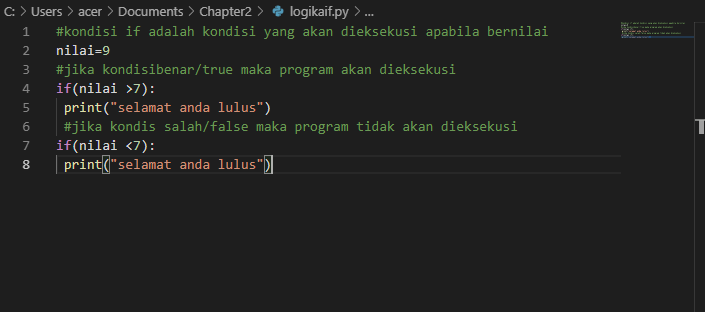 C: > Users > acer > Documents > Chapter2 > logikaif.py > ...
1 #kondisi if adalah kondisi yang akan dieksekusi apabila bernilai
2 nilai=9
3 #jika kondisibenar/true maka program akan dieksekusi
4 if(nilai >7):
5 print("selamat anda lulus")
6 #jika kondis salah/false maka program tidak akan dieksekusi
7 if(nilai <7):
8 print("selamat anda lulus")